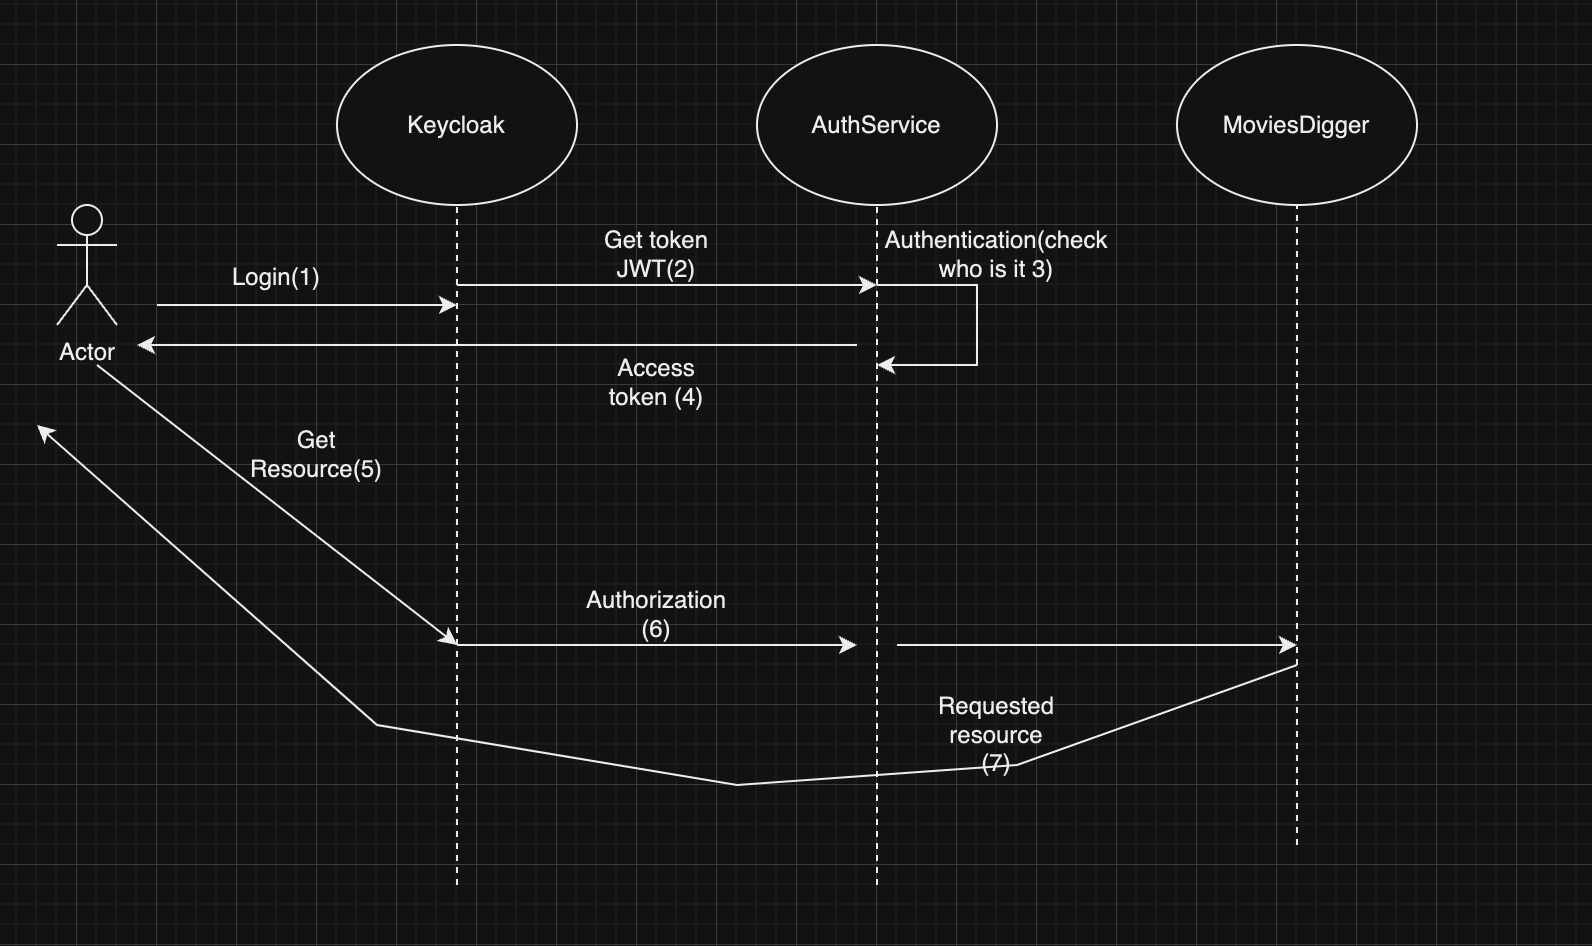 Keycloak
AuthService
MoviesDigger
Get token
JWT(2)
Authentication(check
who is it 3)
Login(1)
Actor
Access
token (4)
Get
Resource(5)
Authorization
(6)
Requested
resource
(7)